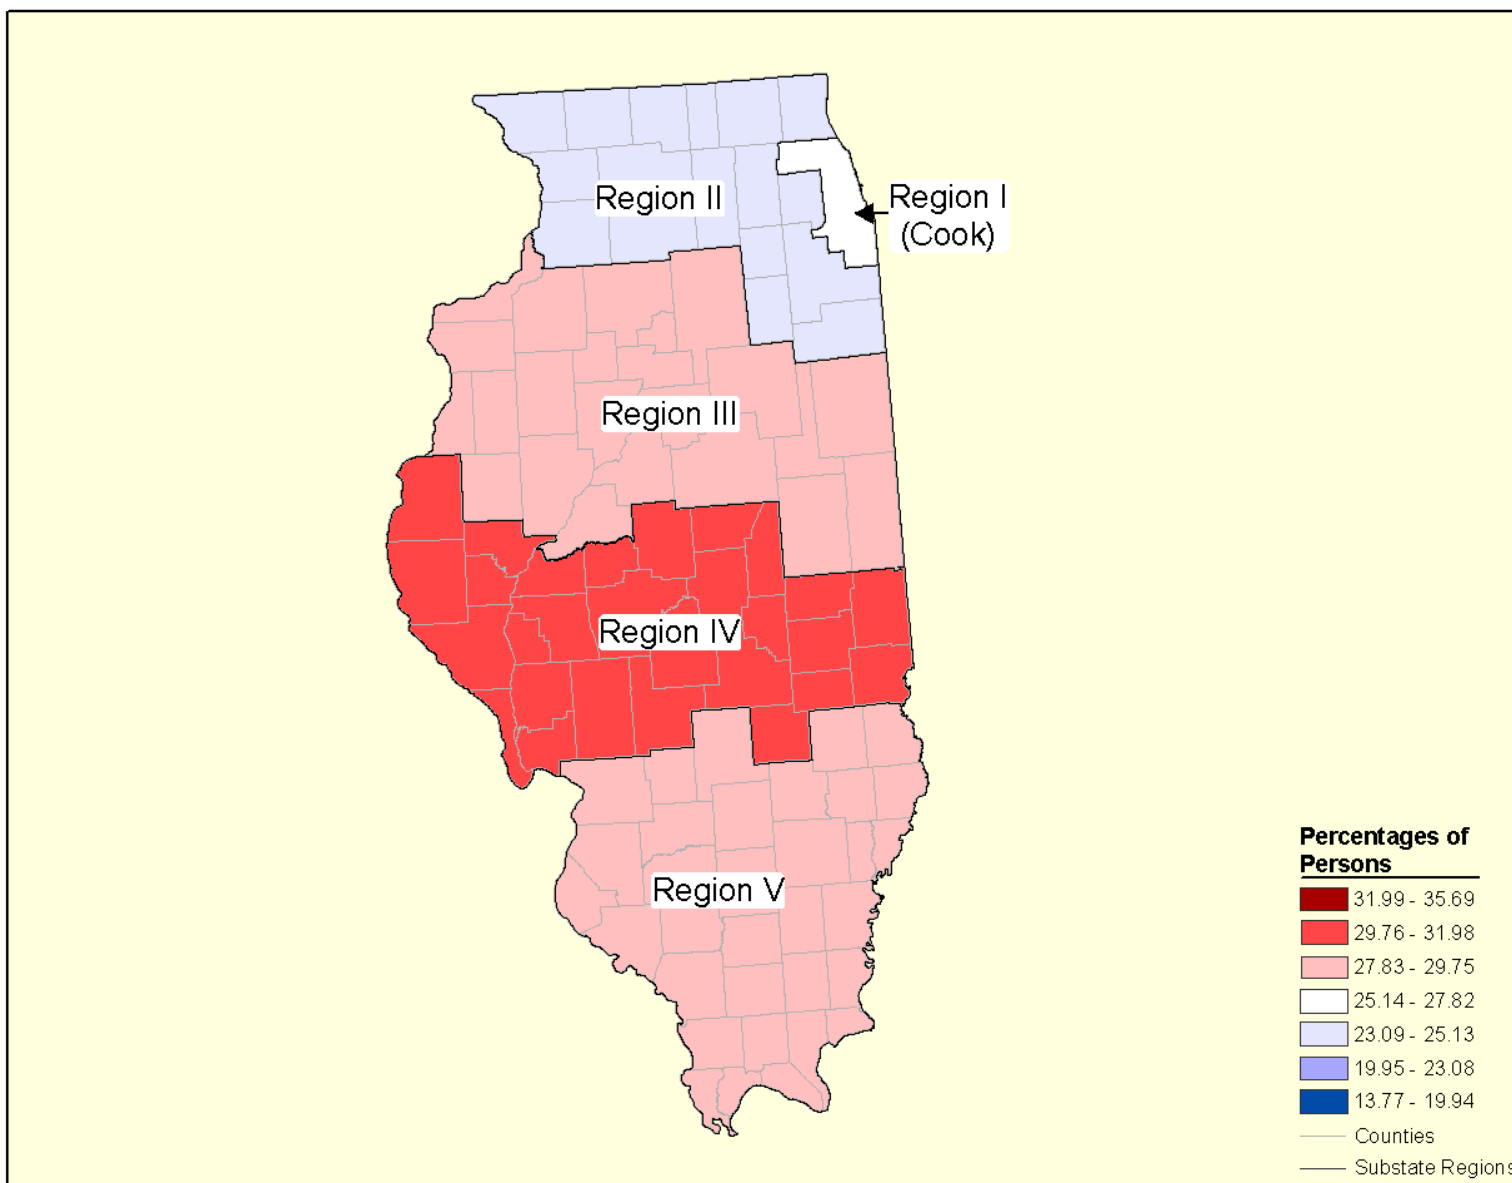 Region II
Region I
(Cook)
Region III
Region IV
Region V
Percentages of
Persons
31.99 - 35.69
29.76 - 31.98
27.83 - 29.75
25.14 - 27.82
23.09 - 25.13
19.95 - 23.08
13.77 - 19.94
Counties
Substate Regions